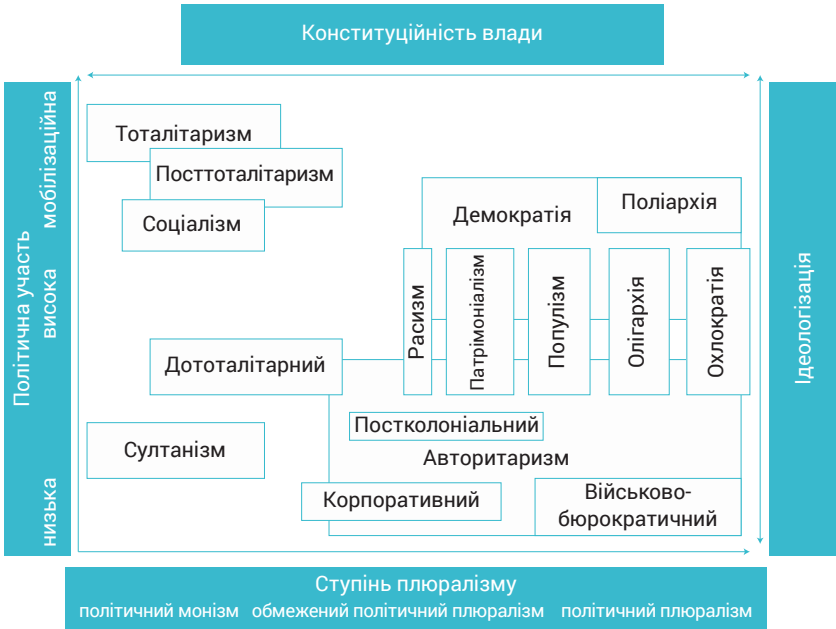 Конституційність влади
Політична участь
мобілізаційна
висока
низька
Тоталітаризм
Посттоталітаризм
Соціалізм
Демократія
Поліархія
Расизм
Патрімоніалізм
Популізм
Олігархія
Охлократія
Дототалітарний
Султанізм
Постколоніальний
Авторитаризм
Корпоративний
Військово-
бюрократичний
Ідеологізація
Ступінь плюралізму
політичний монізм обмежений політичний плюралізм політичний плюралізм